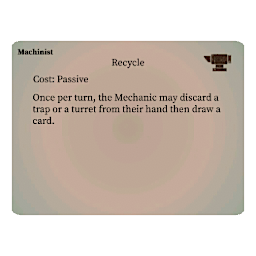 Machinist
Recycle
Cost: Passive
Once per turn, the Mechanic may discard a
trap or a turret from their hand then draw a
card.